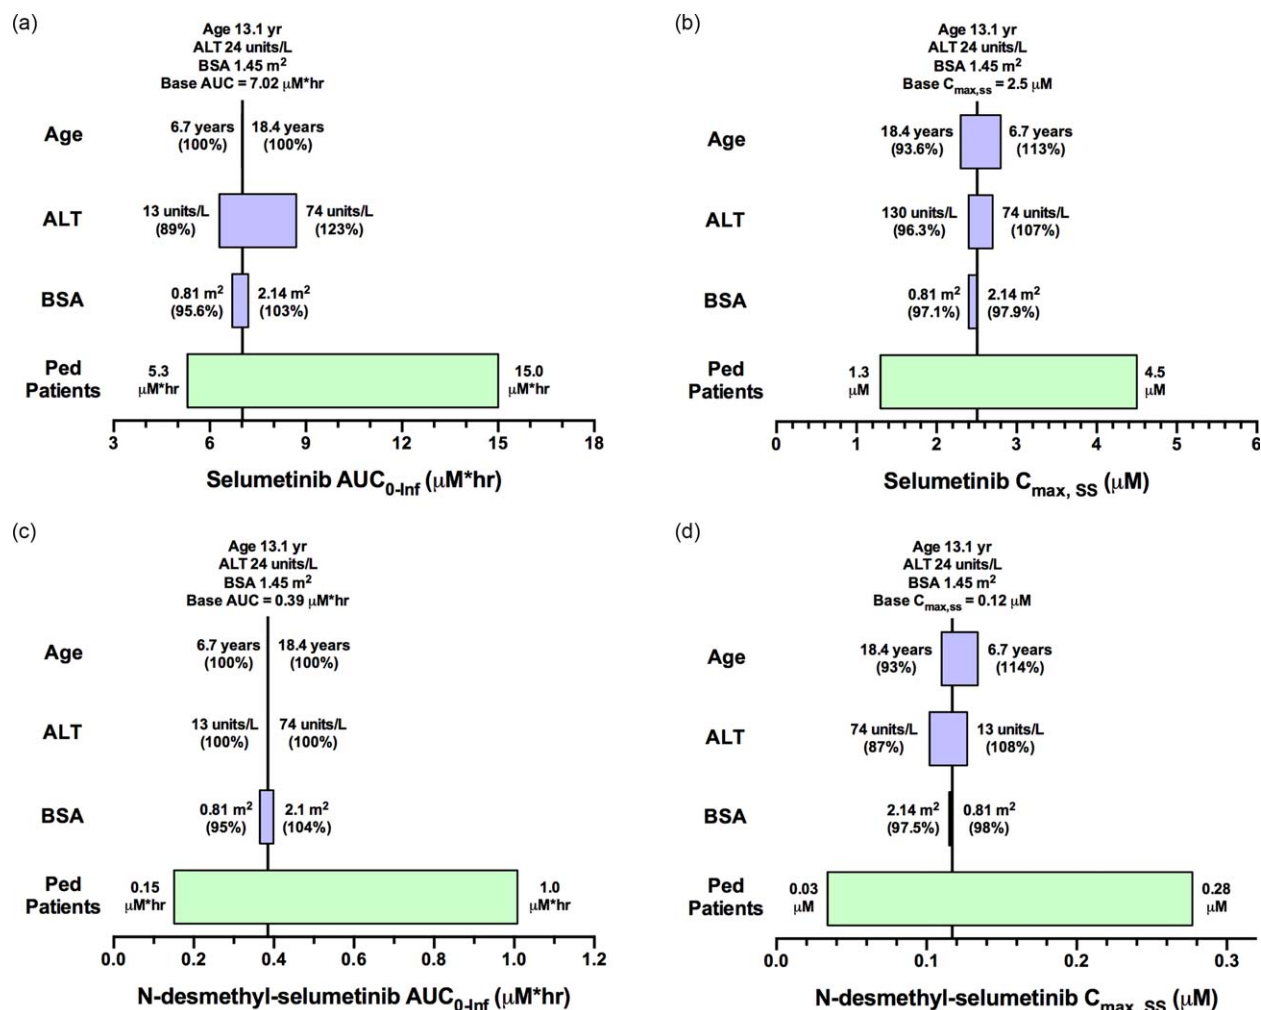 (a)
Age 13.1 yr
ALT 24 units/L
BSA 1.45 m²
Base AUC = 7.02 μM*hr
Age
6.7 years 18.4 years
(100%) (100%)
ALT
13 units/L 74 units/L
(89%) (123%)
BSA
0.81 m² 2.14 m²
(95.6%) (103%)
Ped
Patients
5.3
μM*hr
15.0
μM*hr
3 6 9 12 15 18
Selumetinib AUC₀₋Inf (μM*hr)
(b)
Age 13.1 yr
ALT 24 units/L
BSA 1.45 m²
Base Cmax,ss = 2.5 μM
Age
18.4 years 6.7 years
(93.6%) (113%)
ALT
130 units/L 74 units/L
(96.3%) (107%)
BSA
0.81 m² 2.14 m²
(97.1%) (97.9%)
Ped
Patients
1.3
μM
4.5
μM
0 1 2 3 4 5 6
Selumetinib Cmax, SS (μM)
(c)
Age 13.1 yr
ALT 24 units/L
BSA 1.45 m²
Base AUC = 0.39 μM*hr
Age
6.7 years 18.4 years
(100%) (100%)
ALT
13 units/L 74 units/L
(100%) (100%)
BSA
0.81 m² 2.1 m²
(95%) (104%)
Ped
Patients
0.15
μM*hr
1.0
μM*hr
0.0 0.2 0.4 0.6 0.8 1.0 1.2
N-desmethyl-selumetinib AUC₀₋Inf (μM*hr)
(d)
Age 13.1 yr
ALT 24 units/L
BSA 1.45 m²
Base Cmax,ss = 0.12 μM
Age
18.4 years 6.7 years
(93%) (114%)
ALT
74 units/L 13 units/L
(87%) (108%)
BSA
2.14 m² 0.81 m²
(97.5%) (98%)
Ped
Patients
0.03
μM
0.28
μM
0.0 0.1 0.2 0.3
N-desmethyl-selumetinib Cmax, SS (μM)